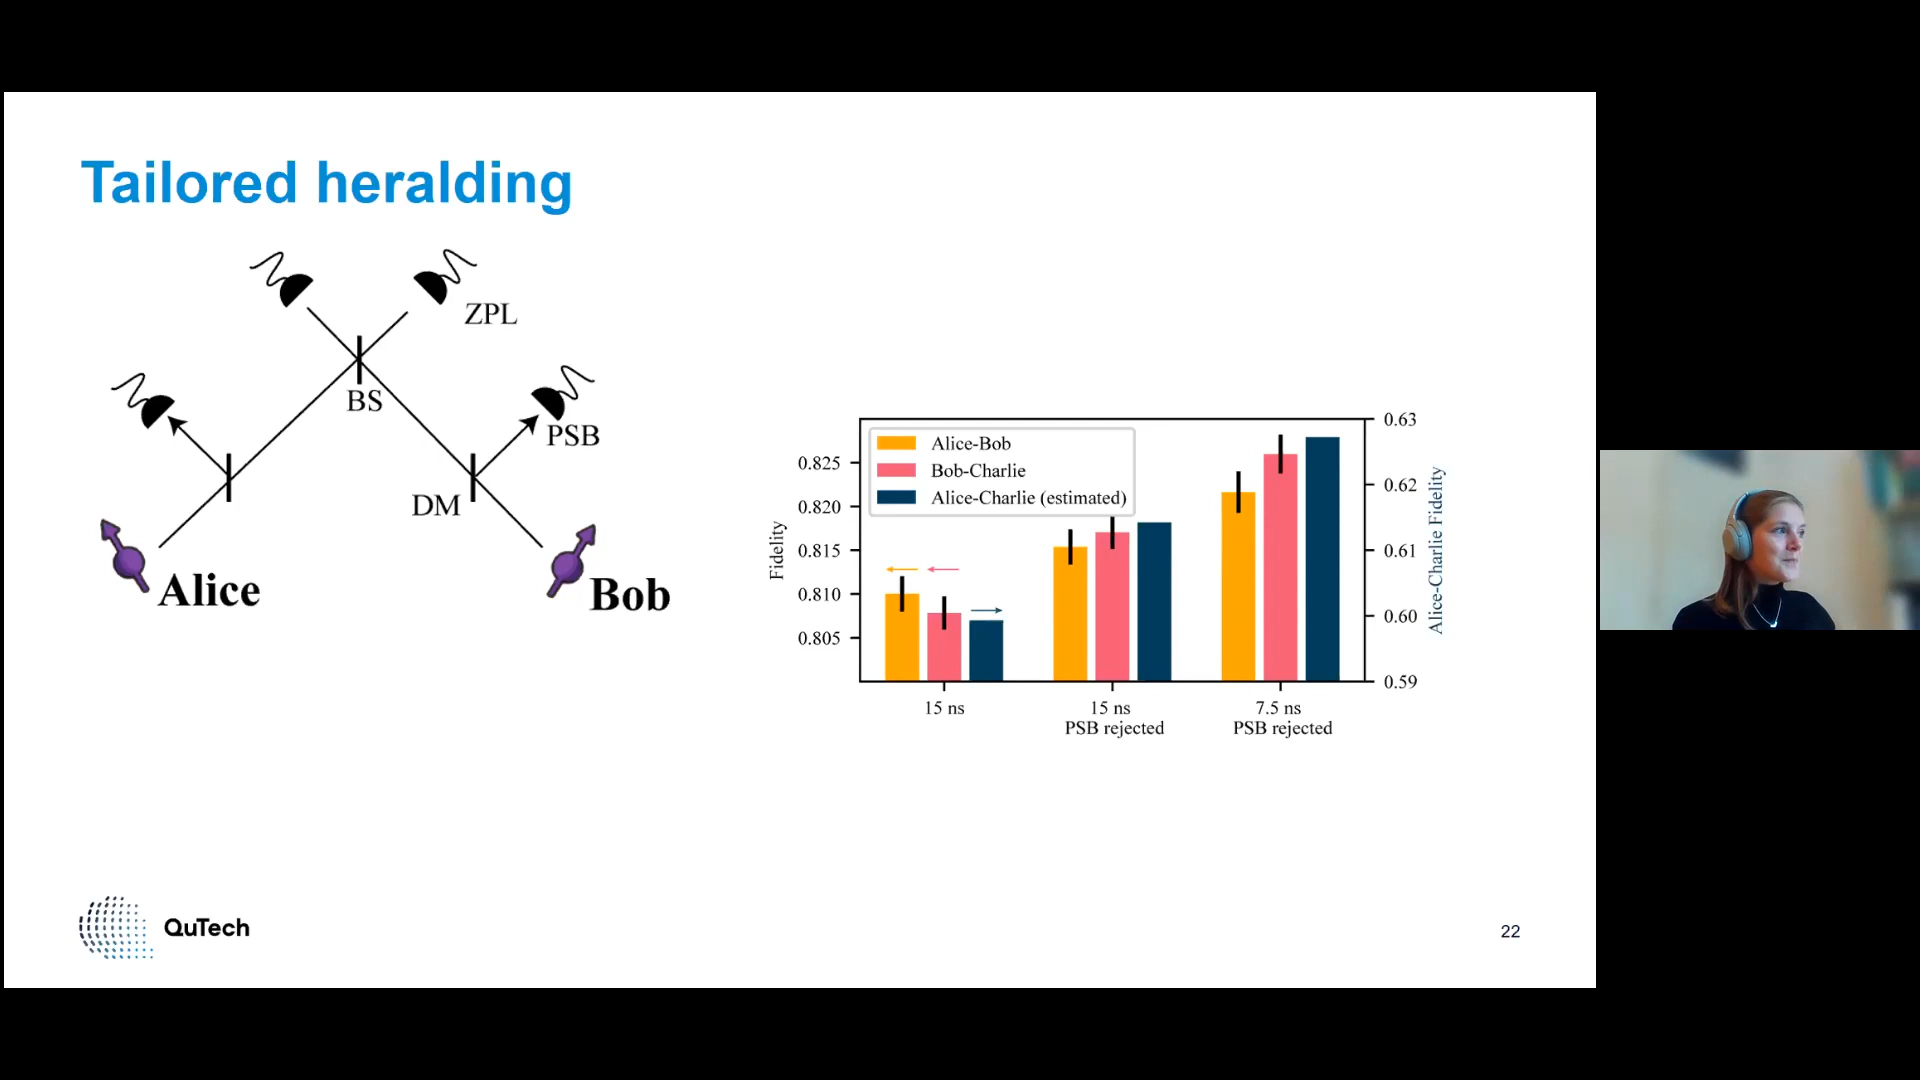 Tailored heralding
ZPL
BS
PSB
DM
Alice
Bob
Alice-Bob
Bob-Charlie
Alice-Charlie (estimated)
Fidelity
0.825
0.820
0.815
0.810
0.805
0.63
0.62
0.61
0.60
0.59
Alice-Charlie Fidelity
15 ns
15 ns
PSB rejected
7.5 ns
PSB rejected
QuTech
22